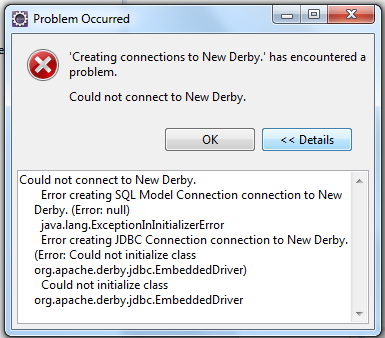 Problem Occurred
'Creating connections to New Derby.' has encountered a
problem.
Could not connect to New Derby.
OK
<< Details
Could not connect to New Derby.
Error creating SQL Model Connection connection to New
Derby. (Error: null)
java.lang.ExceptionInInitializerError
Error creating JDBC Connection connection to New Derby.
(Error: Could not initialize class
org.apache.derby.jdbc.EmbeddedDriver)
Could not initialize class
org.apache.derby.jdbc.EmbeddedDriver